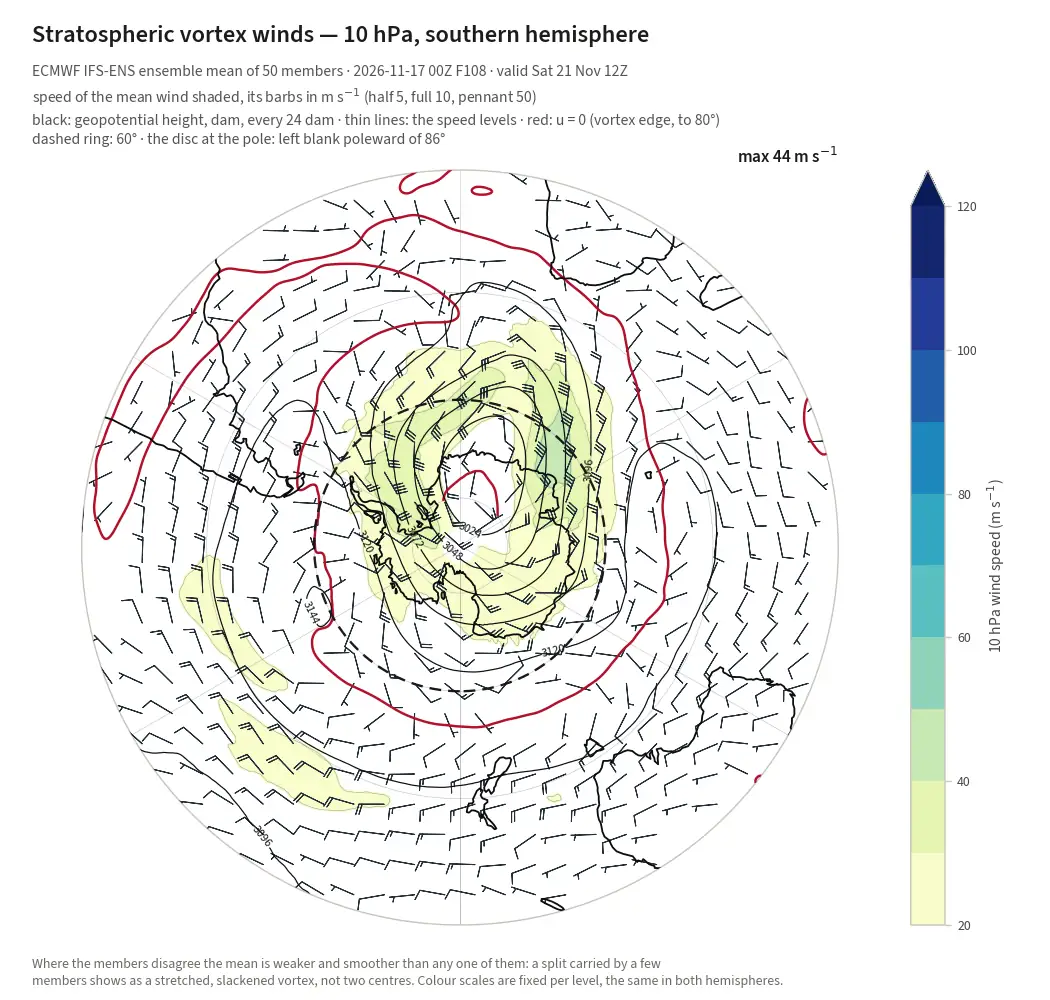 Stratospheric vortex winds — 10 hPa, southern hemisphere
ECMWF IFS-ENS ensemble mean of 50 members · 2026-11-17 00Z F108 · valid Sat 21 Nov 12Z
speed of the mean wind shaded, its barbs in m s⁻¹ (half 5, full 10, pennant 50)
black: geopotential height, dam, every 24 dam · thin lines: the speed levels · red: u = 0 (vortex edge, to 80°)
dashed ring: 60° · the disc at the pole: left blank poleward of 86°
max 44 m s⁻¹
120
100
80
60
40
20
10 hPa wind speed (m s⁻¹)
3096
3024
3048
3120
3144
3120
3096
Where the members disagree the mean is weaker and smoother than any one of them: a split carried by a few
members shows as a stretched, slackened vortex, not two centres. Colour scales are fixed per level, the same in both hemispheres.